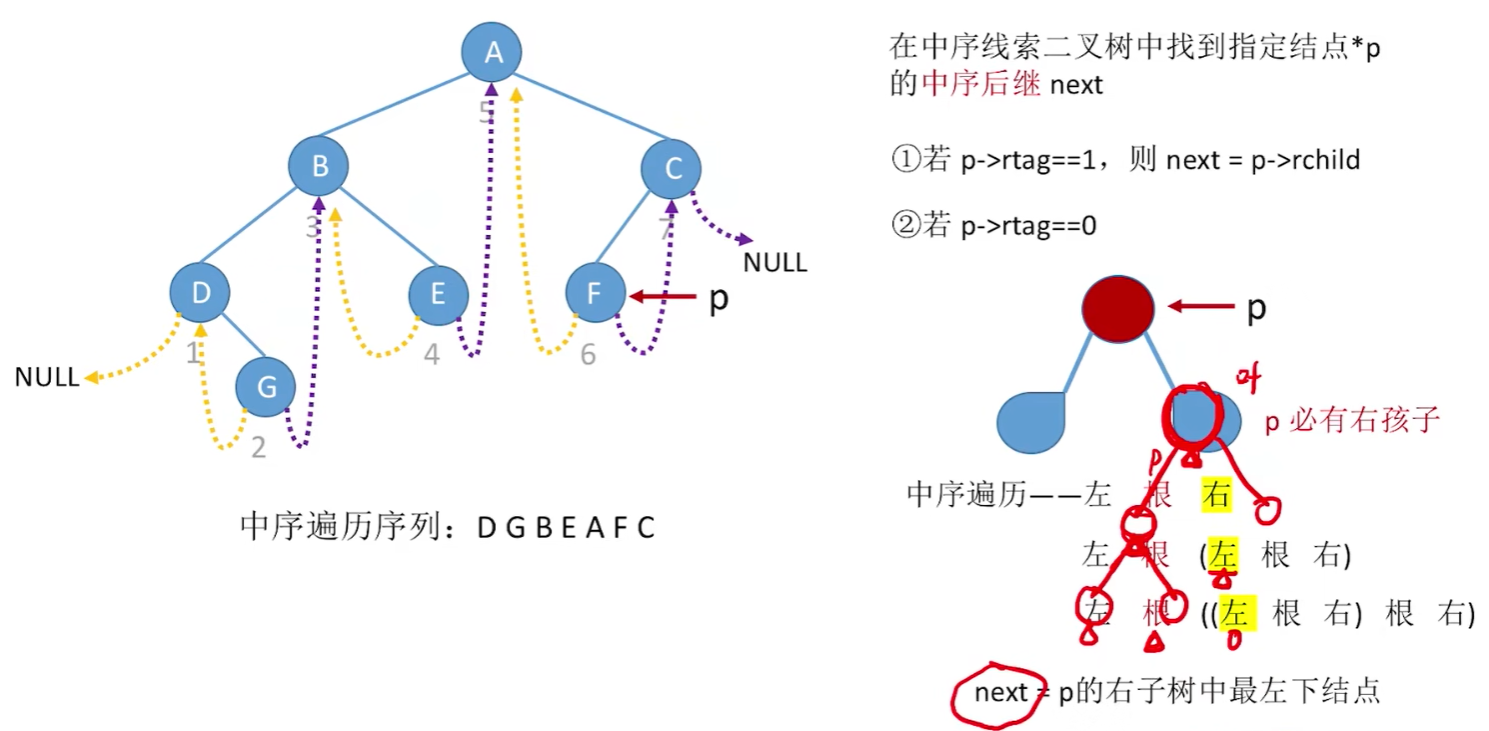 A
5
B
C
3
7
NULL
D
E
F
p
1
4
6
NULL
G
2
中序遍历序列：D G B E A F C
在中序线索二叉树中找到指定结点*p
的中序后继 next
①若 p->rtag==1，则 next = p->rchild
②若 p->rtag==0
p
p 必有右孩子
p
中序遍历——左 根 右
左 根 (左 根 右)
左 根 ((左 根 右) 根 右)
next = p的右子树中最左下结点